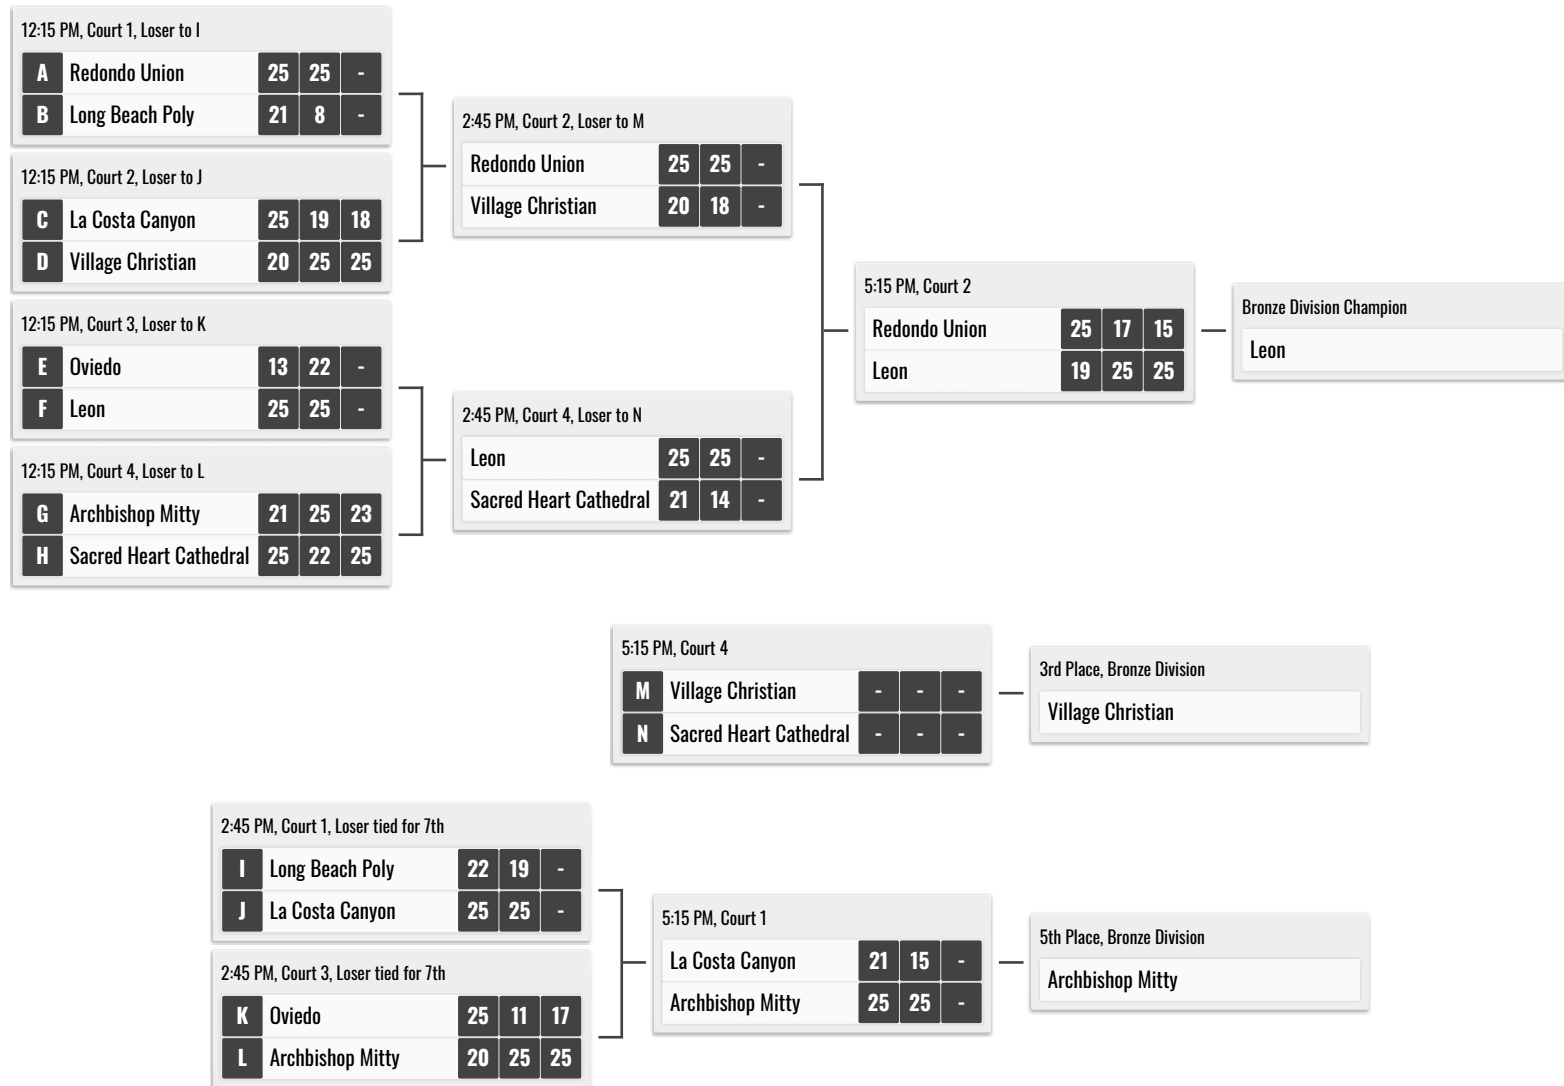 12:15 PM, Court 1, Loser to I
A Redondo Union 25 25 -
B Long Beach Poly 21 8 -
12:15 PM, Court 2, Loser to J
C La Costa Canyon 25 19 18
D Village Christian 20 25 25
12:15 PM, Court 3, Loser to K
E Oviedo 13 22 -
F Leon 25 25 -
12:15 PM, Court 4, Loser to L
G Archbishop Mitty 21 25 23
H Sacred Heart Cathedral 25 22 25
2:45 PM, Court 2, Loser to M
Redondo Union 25 25 -
Village Christian 20 18 -
2:45 PM, Court 4, Loser to N
Leon 25 25 -
Sacred Heart Cathedral 21 14 -
5:15 PM, Court 2
Redondo Union 25 17 15
Leon 19 25 25
Bronze Division Champion
Leon
5:15 PM, Court 4
M Village Christian - - -
N Sacred Heart Cathedral - - -
3rd Place, Bronze Division
Village Christian
2:45 PM, Court 1, Loser tied for 7th
I Long Beach Poly 22 19 -
J La Costa Canyon 25 25 -
2:45 PM, Court 3, Loser tied for 7th
K Oviedo 25 11 17
L Archbishop Mitty 20 25 25
5:15 PM, Court 1
La Costa Canyon 21 15 -
Archbishop Mitty 25 25 -
5th Place, Bronze Division
Archbishop Mitty